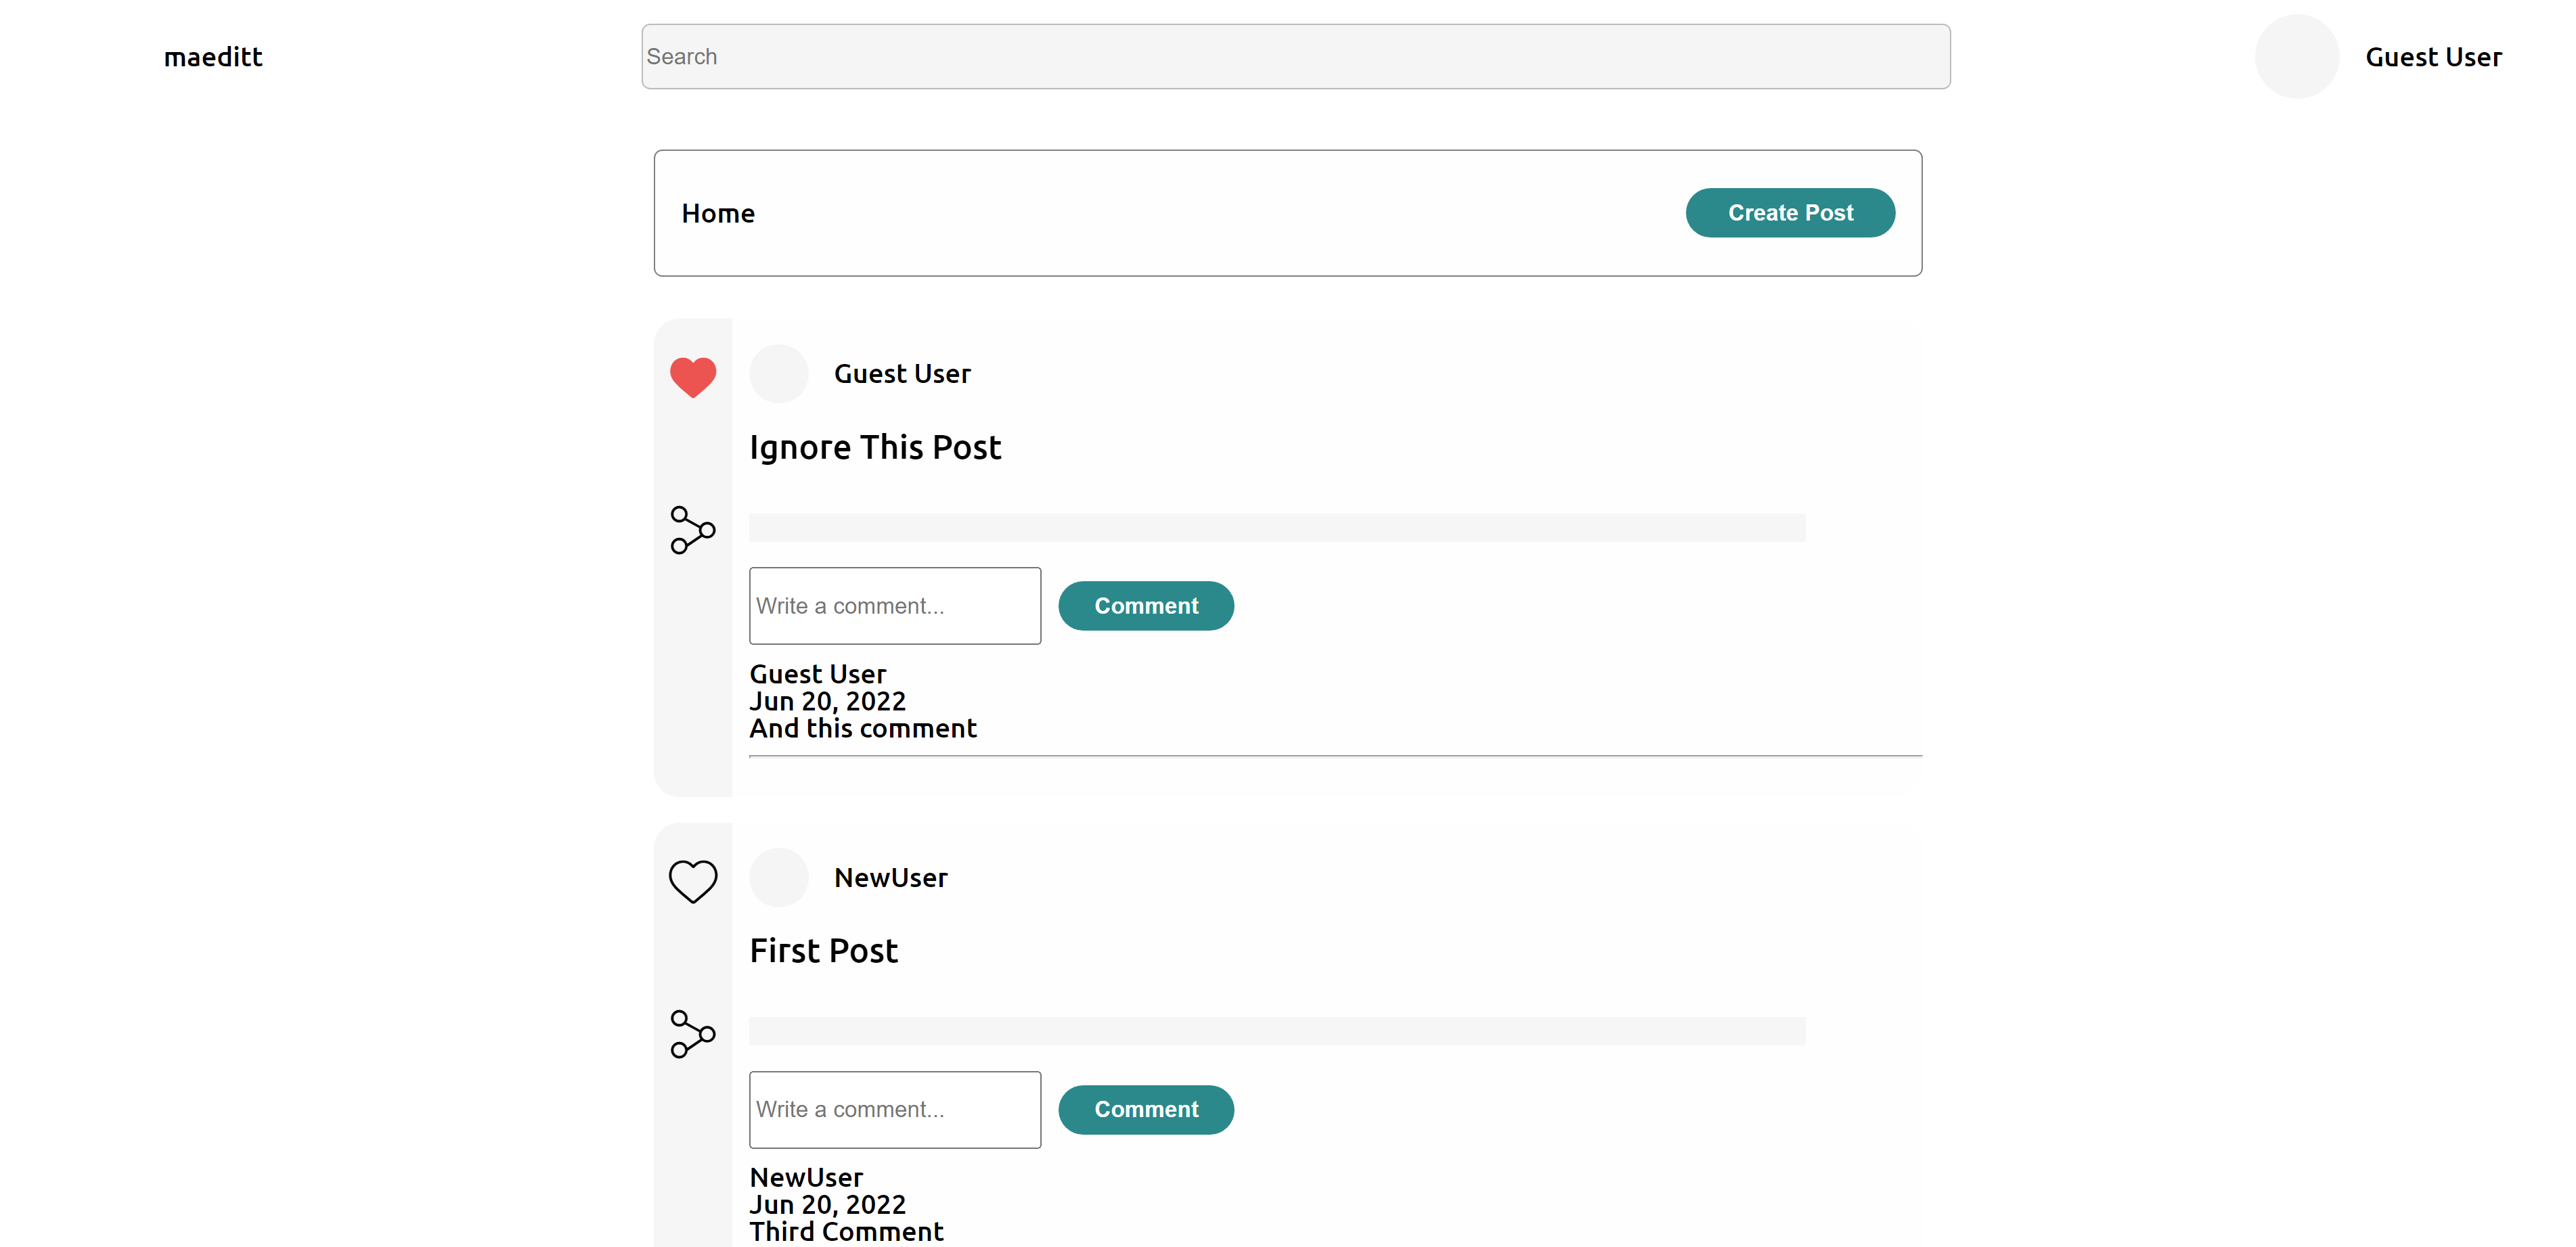 maeditt
Search
Guest User
Home
Create Post
Guest User
Ignore This Post
Write a comment...
Comment
Guest User
Jun 20, 2022
And this comment
NewUser
First Post
Write a comment...
Comment
NewUser
Jun 20, 2022
Third Comment